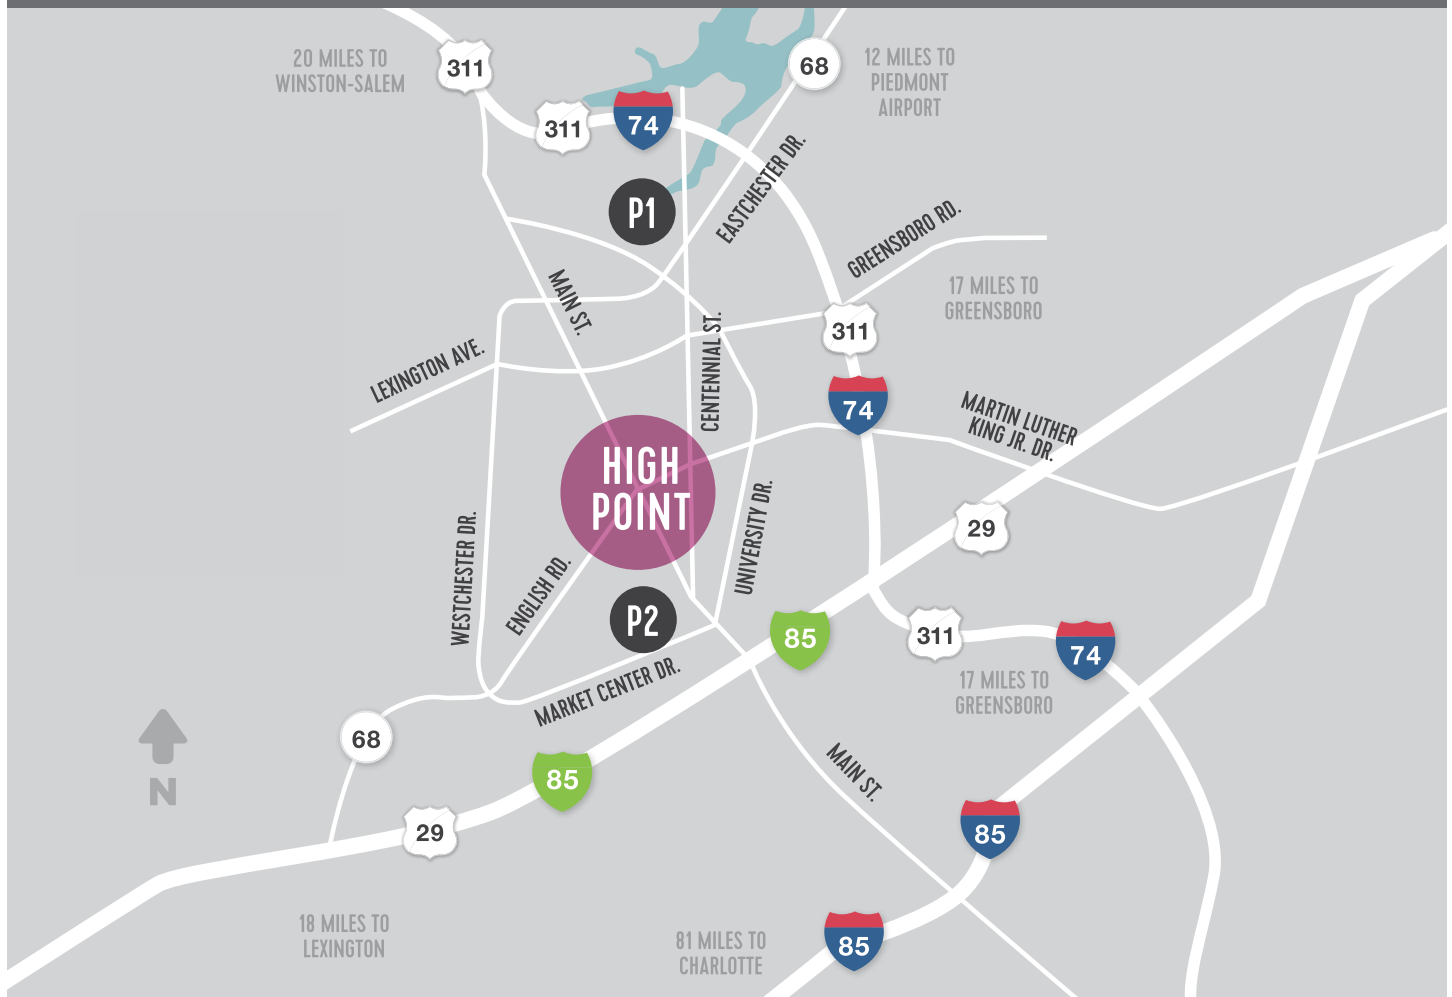 20 MILES TO
WINSTON-SALEM
311
68
12 MILES TO
PIEDMONT
AIRPORT
311
74
P1
EASTCHESTER DR.
GREENSBORO RD.
17 MILES TO
GREENSBORO
MAIN ST.
311
CENTENNIAL ST.
LEXINGTON AVE.
74
MARTIN LUTHER
KING JR. DR.
HIGH
POINT
29
WESTCHESTER DR.
ENGLISH RD.
UNIVERSITY DR.
P2
85
311
74
17 MILES TO
GREENSBORO
MARKET CENTER DR.
68
N
85
MAIN ST.
29
85
18 MILES TO
LEXINGTON
81 MILES TO
CHARLOTTE
85